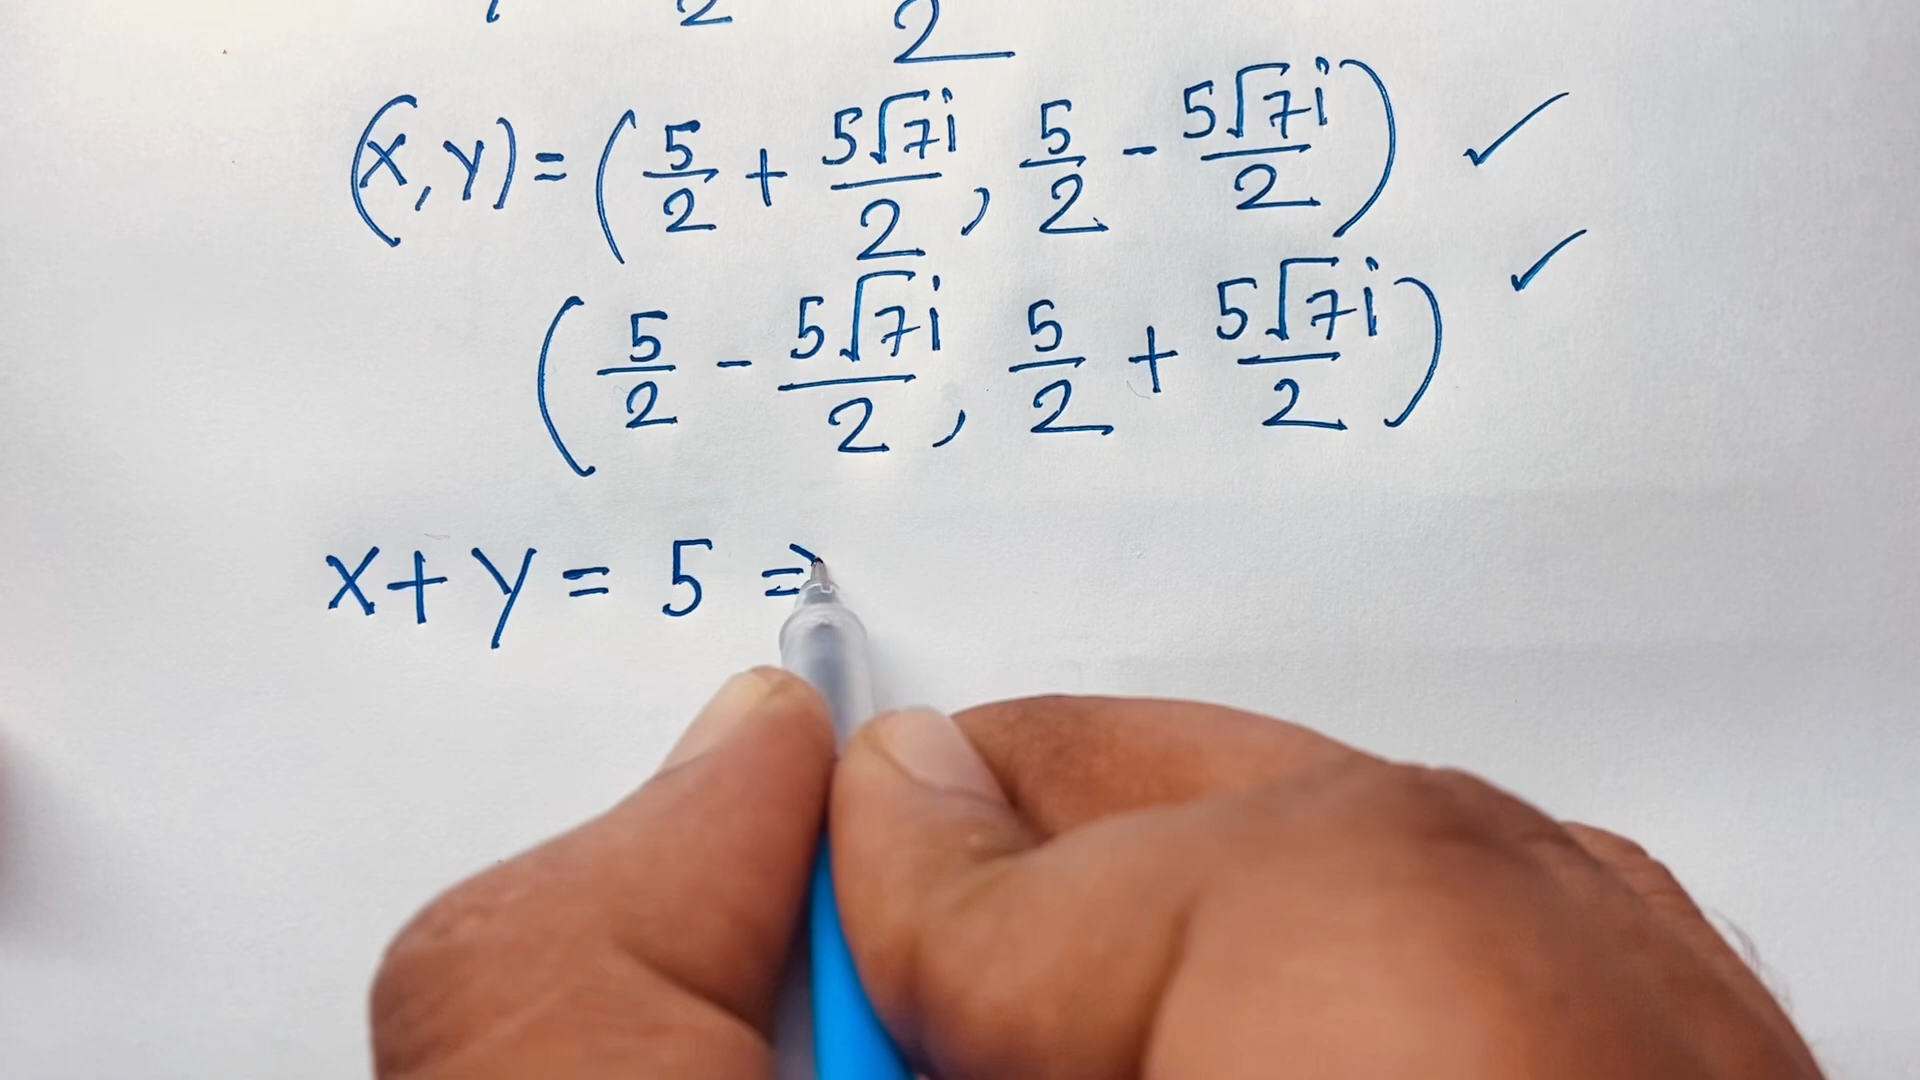 2 2
(x, y) = (5/2 + 5√7i/2, 5/2 - 5√7i/2) ✓
(5/2 - 5√7i/2, 5/2 + 5√7i/2) ✓
x + y = 5 ⇒